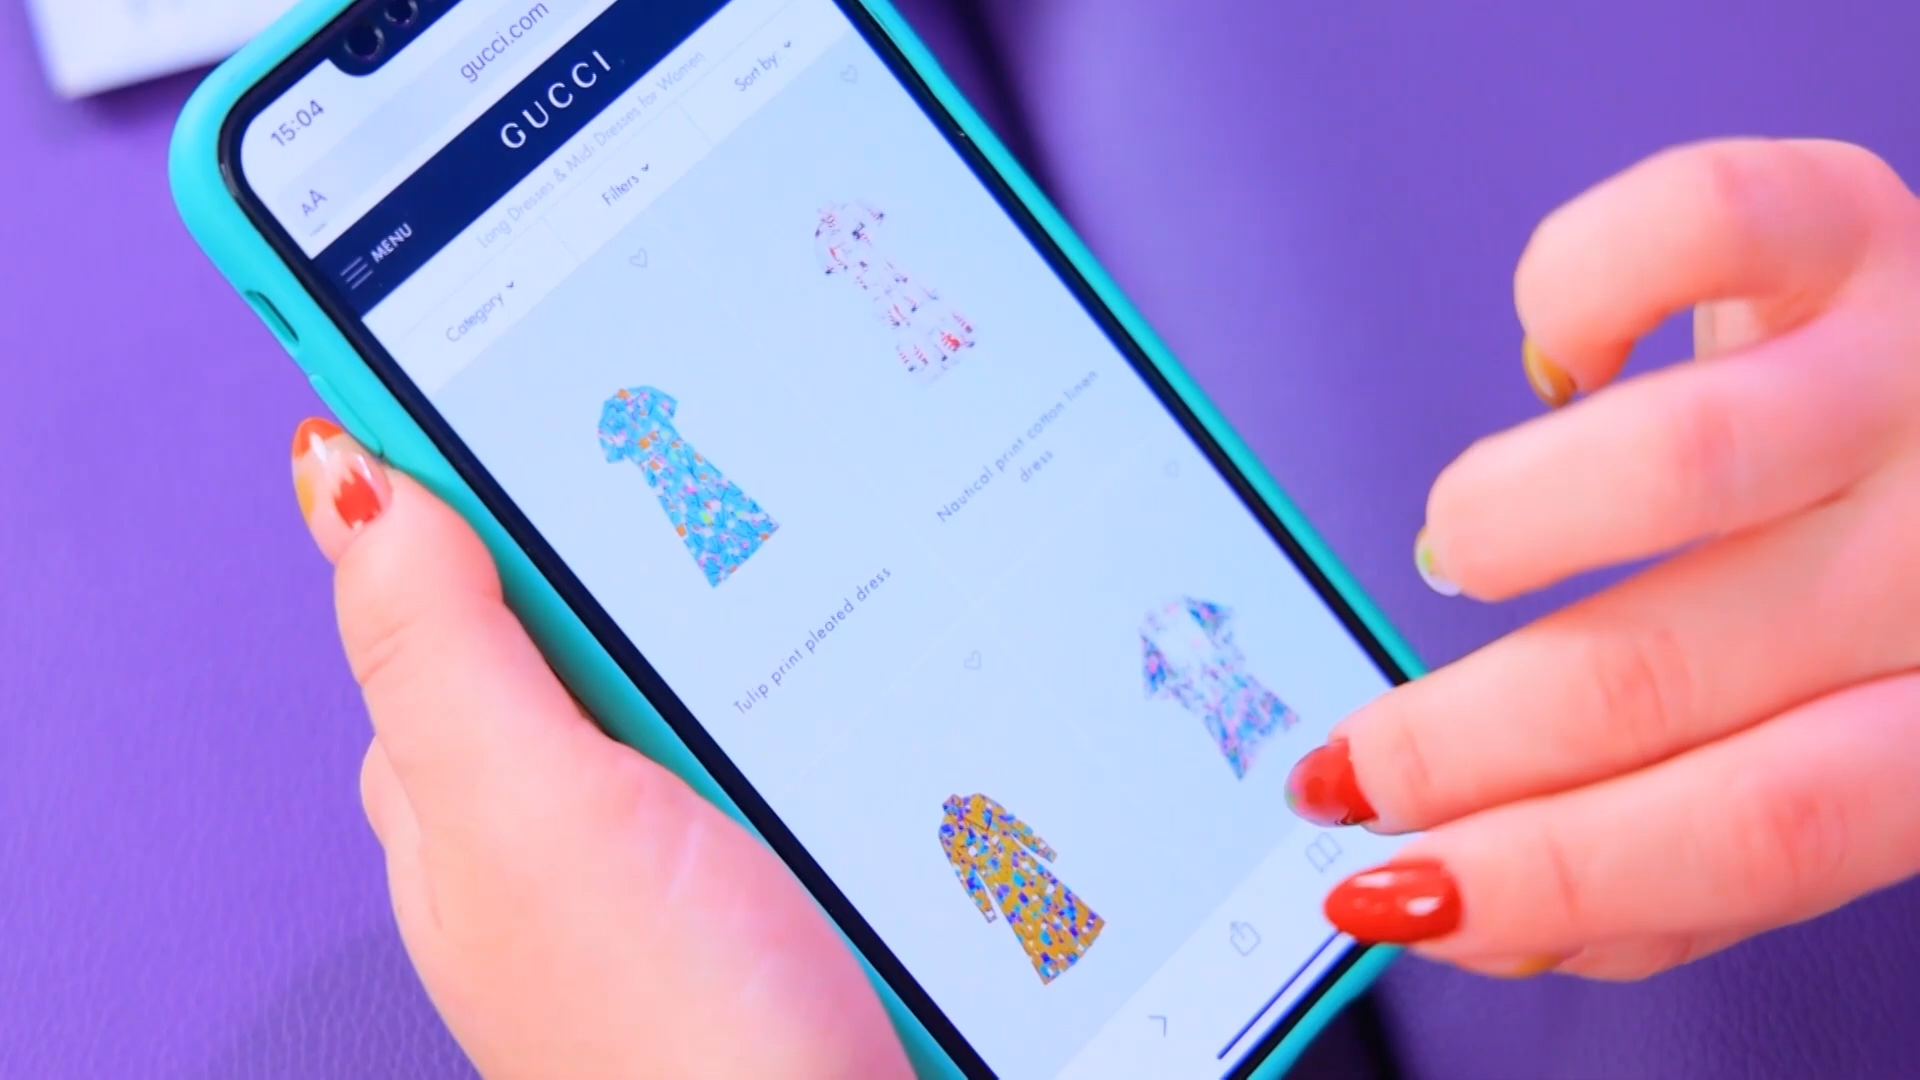 15:04
gucci.com
AA
GUCCI
MENU
Long Dresses & Midi Dresses for Women
Category
Filters
Sort by
Tulip print pleated dress
Nautical print cotton linen
dress